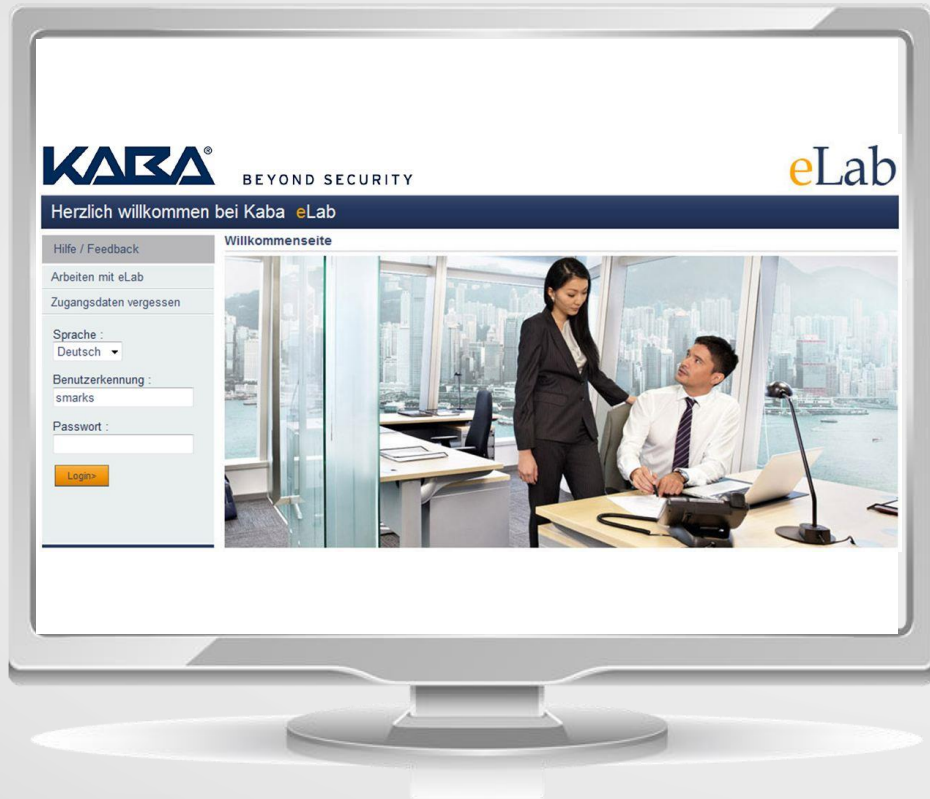 KABA®
BEYOND SECURITY
eLab
Herzlich willkommen bei Kaba eLab
Hilfe / Feedback
Willkommenseite
Arbeiten mit eLab
Zugangsdaten vergessen
Sprache :
Deutsch
Benutzerkennung :
smarks
Passwort :
Login>